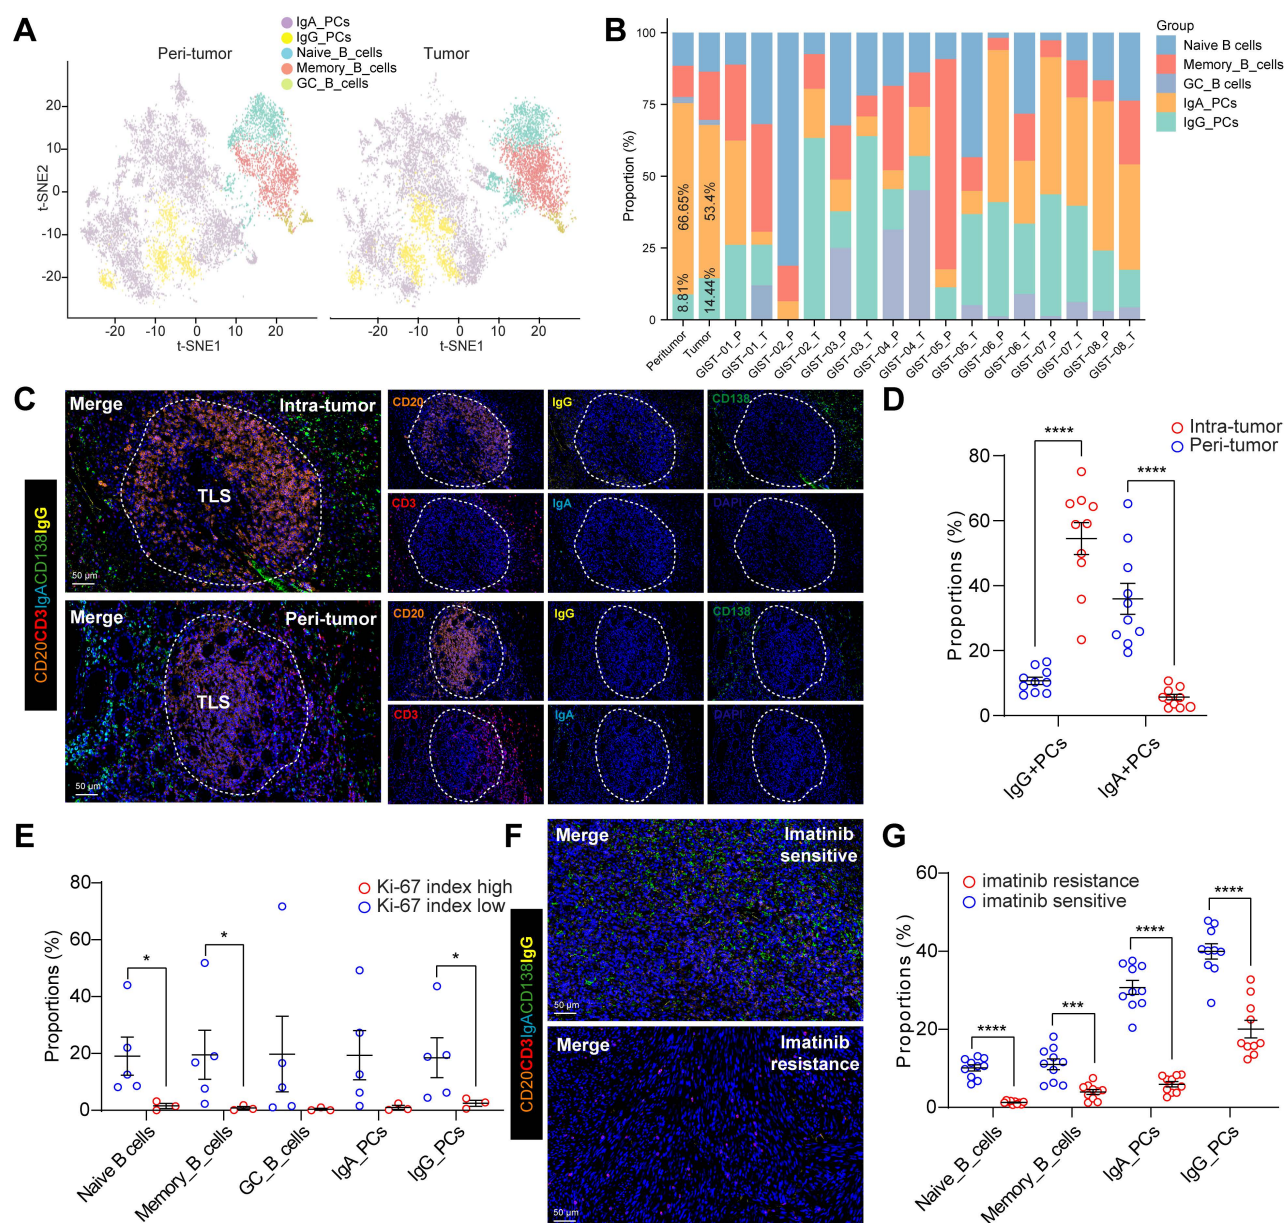 A
Peri-tumor
Tumor
IgA_PCs
IgG_PCs
Naive_B_cells
Memory_B_cells
GC_B_cells
t-SNE2
20
10
0
-10
-20
-20
-10
0
10
20
-20
-10
0
10
20
t-SNE1
t-SNE1
B
Proportion (%)
100
75
50
25
0
66.65%
53.4%
8.81%
14.44%
Peritumor
Tumor
GIST-01_P
GIST-01_T
GIST-02_P
GIST-02_T
GIST-03_P
GIST-03_T
GIST-04_P
GIST-04_T
GIST-05_P
GIST-05_T
GIST-06_P
GIST-06_T
GIST-07_P
GIST-07_T
GIST-08_P
GIST-08_T
Group
Naive B cells
Memory_B_cells
GC_B cells
IgA_PCs
IgG_PCs
C
CD20CD3IgACD138IgG
Merge
Intra-tumor
TLS
50 µm
CD20
IgG
CD138
CD3
IgA
DAPI
Merge
Peri-tumor
TLS
50 µm
CD20
IgG
CD138
CD3
IgA
DAPI
D
Intra-tumor
Peri-tumor
Proportions (%)
80
60
40
20
0
****
****
IgG+PCs
IgA+PCs
E
Ki-67 index high
Ki-67 index low
Proportions (%)
80
60
40
20
0
*
*
*
Naive B cells
Memory_B_cells
GC_B_cells
IgA_PCs
IgG_PCs
F
CD20CD3IgACD138IgG
Merge
Imatinib
sensitive
50 µm
Merge
Imatinib
resistance
50 µm
G
imatinib resistance
imatinib sensitive
Proportions (%)
60
40
20
0
****
***
****
****
Naive_B_cells
Memory_B_cells
IgA_PCs
IgG_PCs